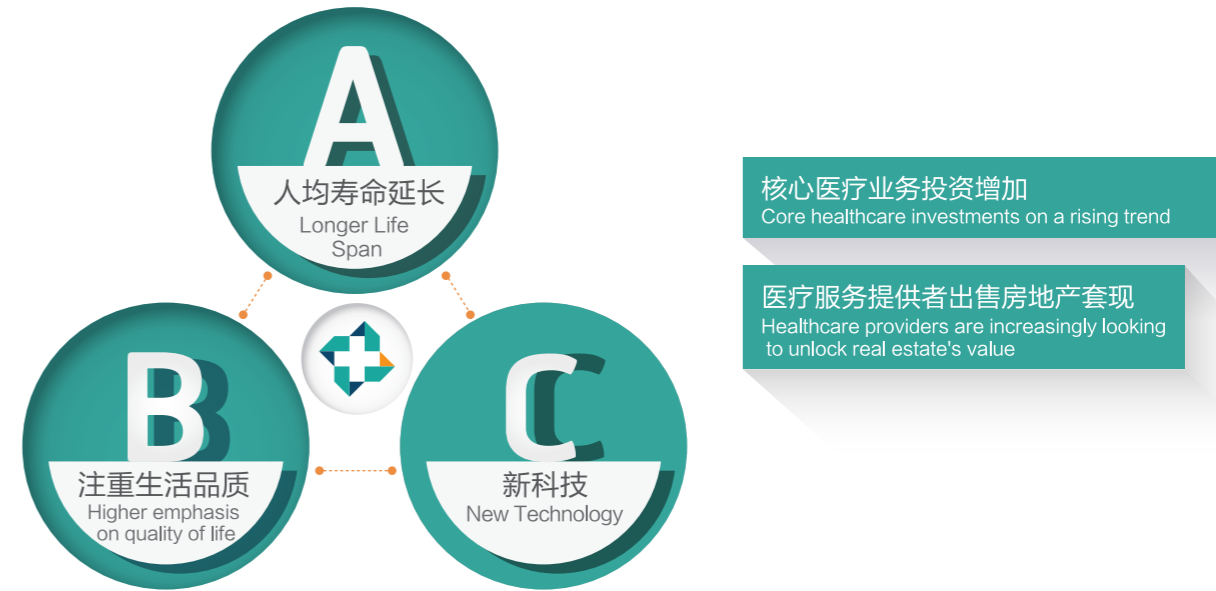 A
人均寿命延长
Longer Life
Span
B
注重生活品质
Higher emphasis
on quality of life
C
新科技
New Technology
核心医疗业务投资增加
Core healthcare investments on a rising trend
医疗服务提供者出售房地产套现
Healthcare providers are increasingly looking
to unlock real estate's value